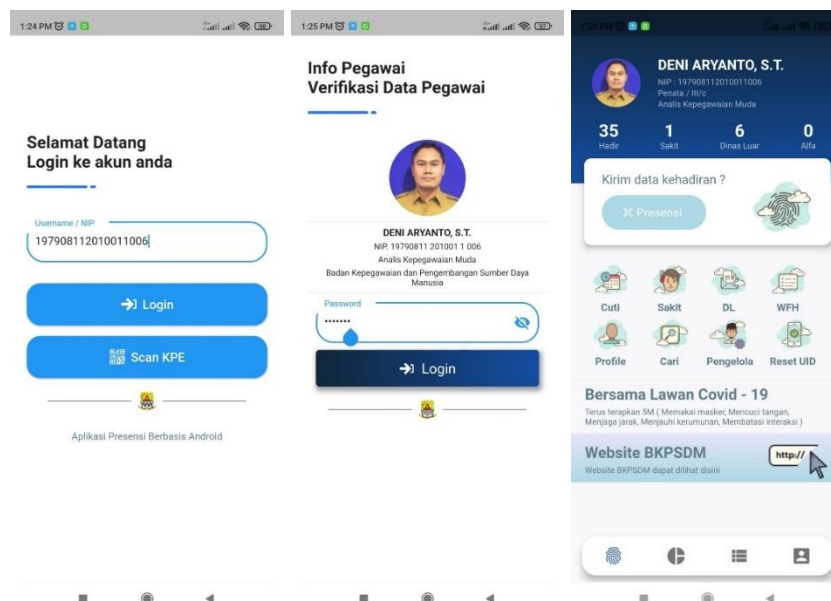 1:24 PM
Selamat Datang
Login ke akun anda
Username / NIP
197908112010011006
Login
Scan KPE
Aplikasi Presensi Berbasis Android
1:25 PM
Info Pegawai
Verifikasi Data Pegawai
DENI ARYANTO, S.T.
NIP. 19790811 201001 1 006
Analis Kepegawaian Muda
Badan Kepegawaian dan Pengembangan Sumber Daya
Manusia
Password
Login
DENI ARYANTO, S.T.
NIP : 197908112010011006
Penata / III/c
Analis Kepegawaian Muda
35 1 6 0
Hadir Sakit Dinas Luar Alfa
Kirim data kehadiran ?
Presensi
Cuti Sakit DL WFH
Profile Cari Pengelola Reset UID
Bersama Lawan Covid - 19
Terus terapkan 5M ( Memakai masker, Mencuci tangan,
Menjaga jarak, Menjauhi kerumunan, Membatasi interaksi )
Website BKPSDM
Website BKPSDM dapat dilihat disini
http://